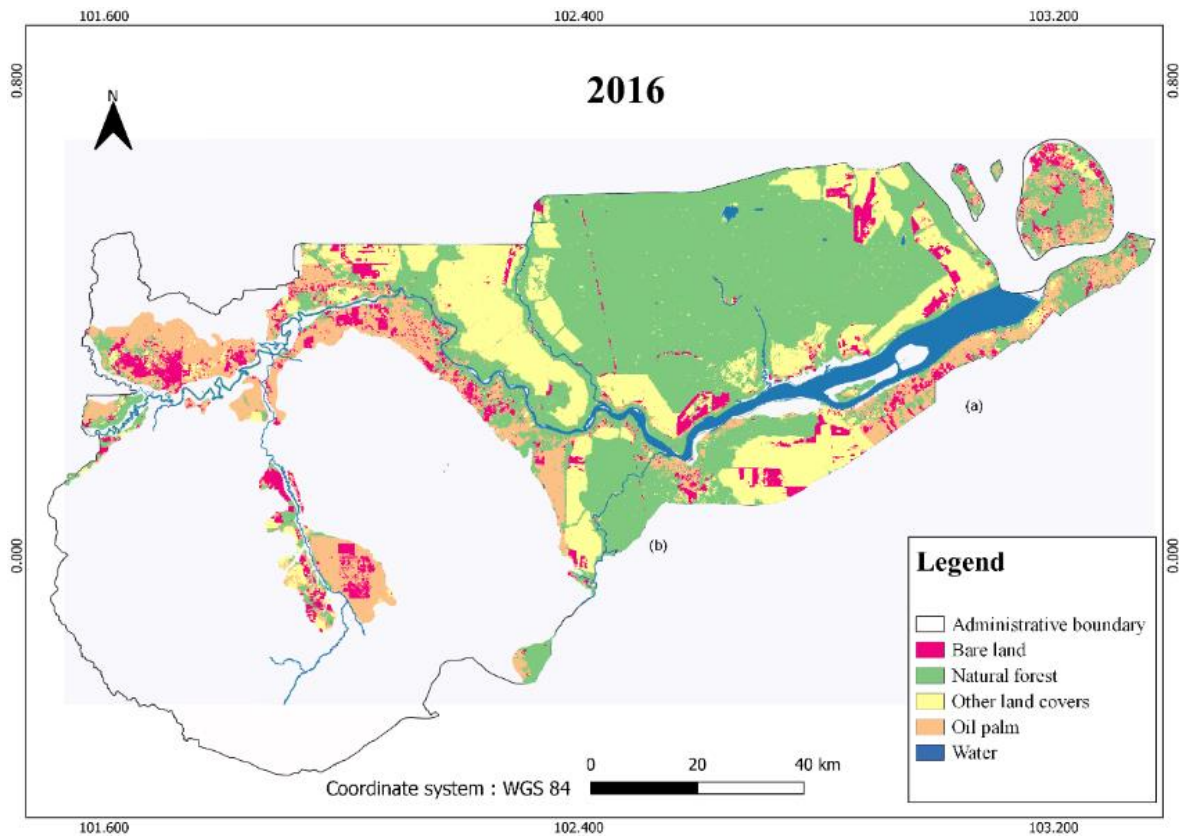 101.600 102.400 103.200
0.800 0.800
2016
N
(a)
(b)
0.000 0.000
Legend
Administrative boundary
Bare land
Natural forest
Other land covers
Oil palm
Water
0 20 40 km
Coordinate system : WGS 84
101.600 102.400 103.200